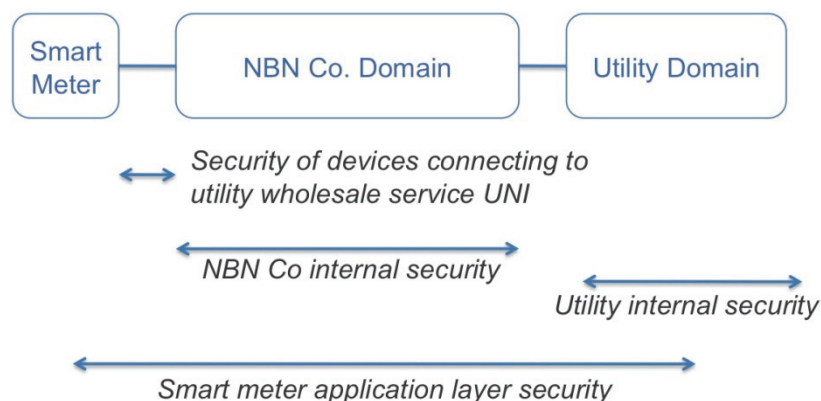 Smart
Meter
NBN Co. Domain
Utility Domain
Security of devices connecting to
utility wholesale service UNI
NBN Co internal security
Utility internal security
Smart meter application layer security